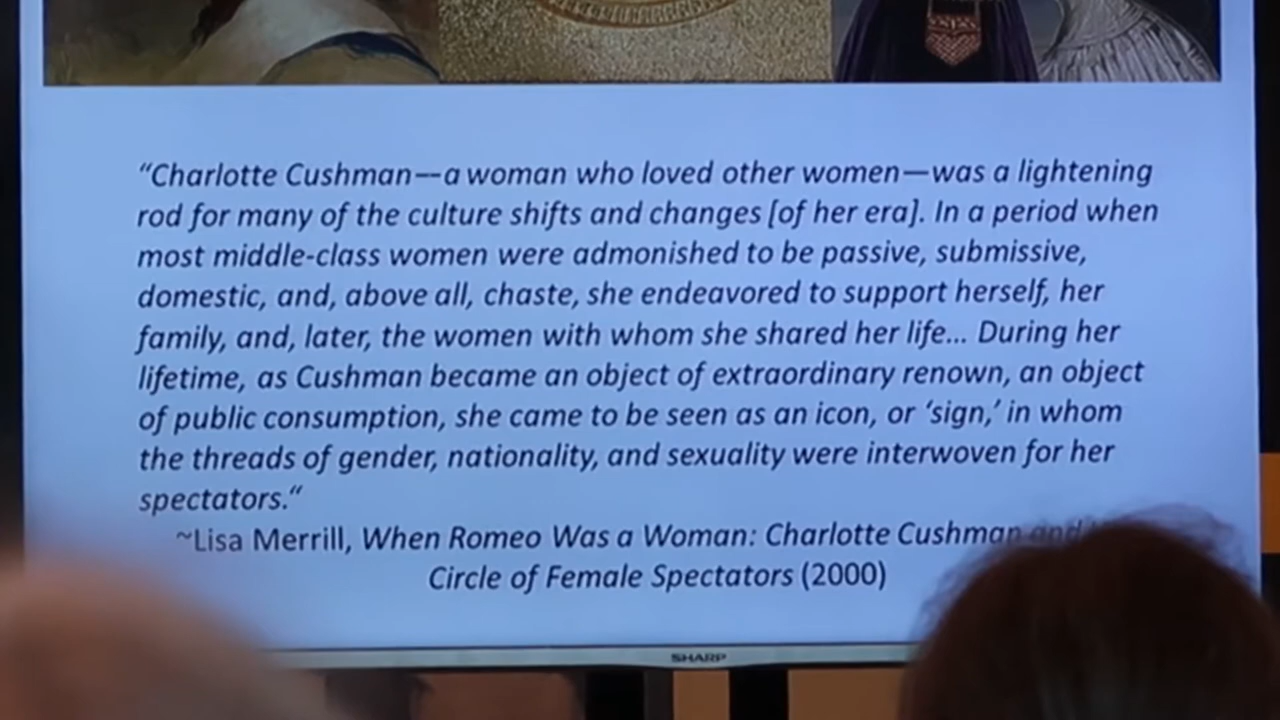 “Charlotte Cushman—a woman who loved other women—was a lightening
rod for many of the culture shifts and changes [of her era]. In a period when
most middle-class women were admonished to be passive, submissive,
domestic, and, above all, chaste, she endeavored to support herself, her
family, and, later, the women with whom she shared her life... During her
lifetime, as Cushman became an object of extraordinary renown, an object
of public consumption, she came to be seen as an icon, or ‘sign,’ in whom
the threads of gender, nationality, and sexuality were interwoven for her
spectators.“
~Lisa Merrill, When Romeo Was a Woman: Charlotte Cushman and
Circle of Female Spectators (2000)
SHARP